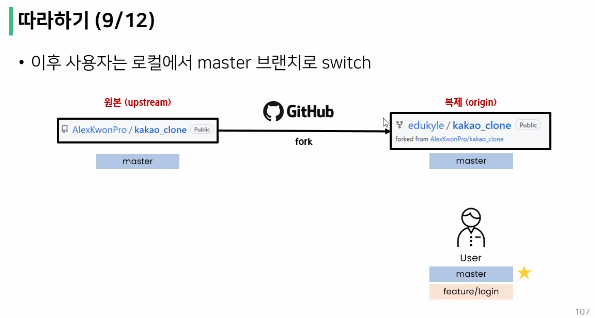 따라하기 (9/12)
• 이후 사용자는 로컬에서 master 브랜치로 switch
원본 (upstream)
GitHub
복제 (origin)
AlexKwonPro / kakao_clone Public
fork
edukyle / kakao_clone Public
forked from AlexKwonPro/kakao_clone
master
master
User
master
feature/login
107